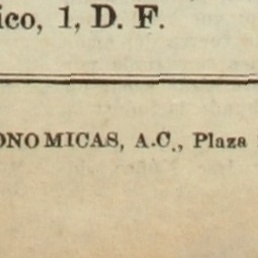 ico, 1, D. F.
ONOMICAS, A.C., Plaza